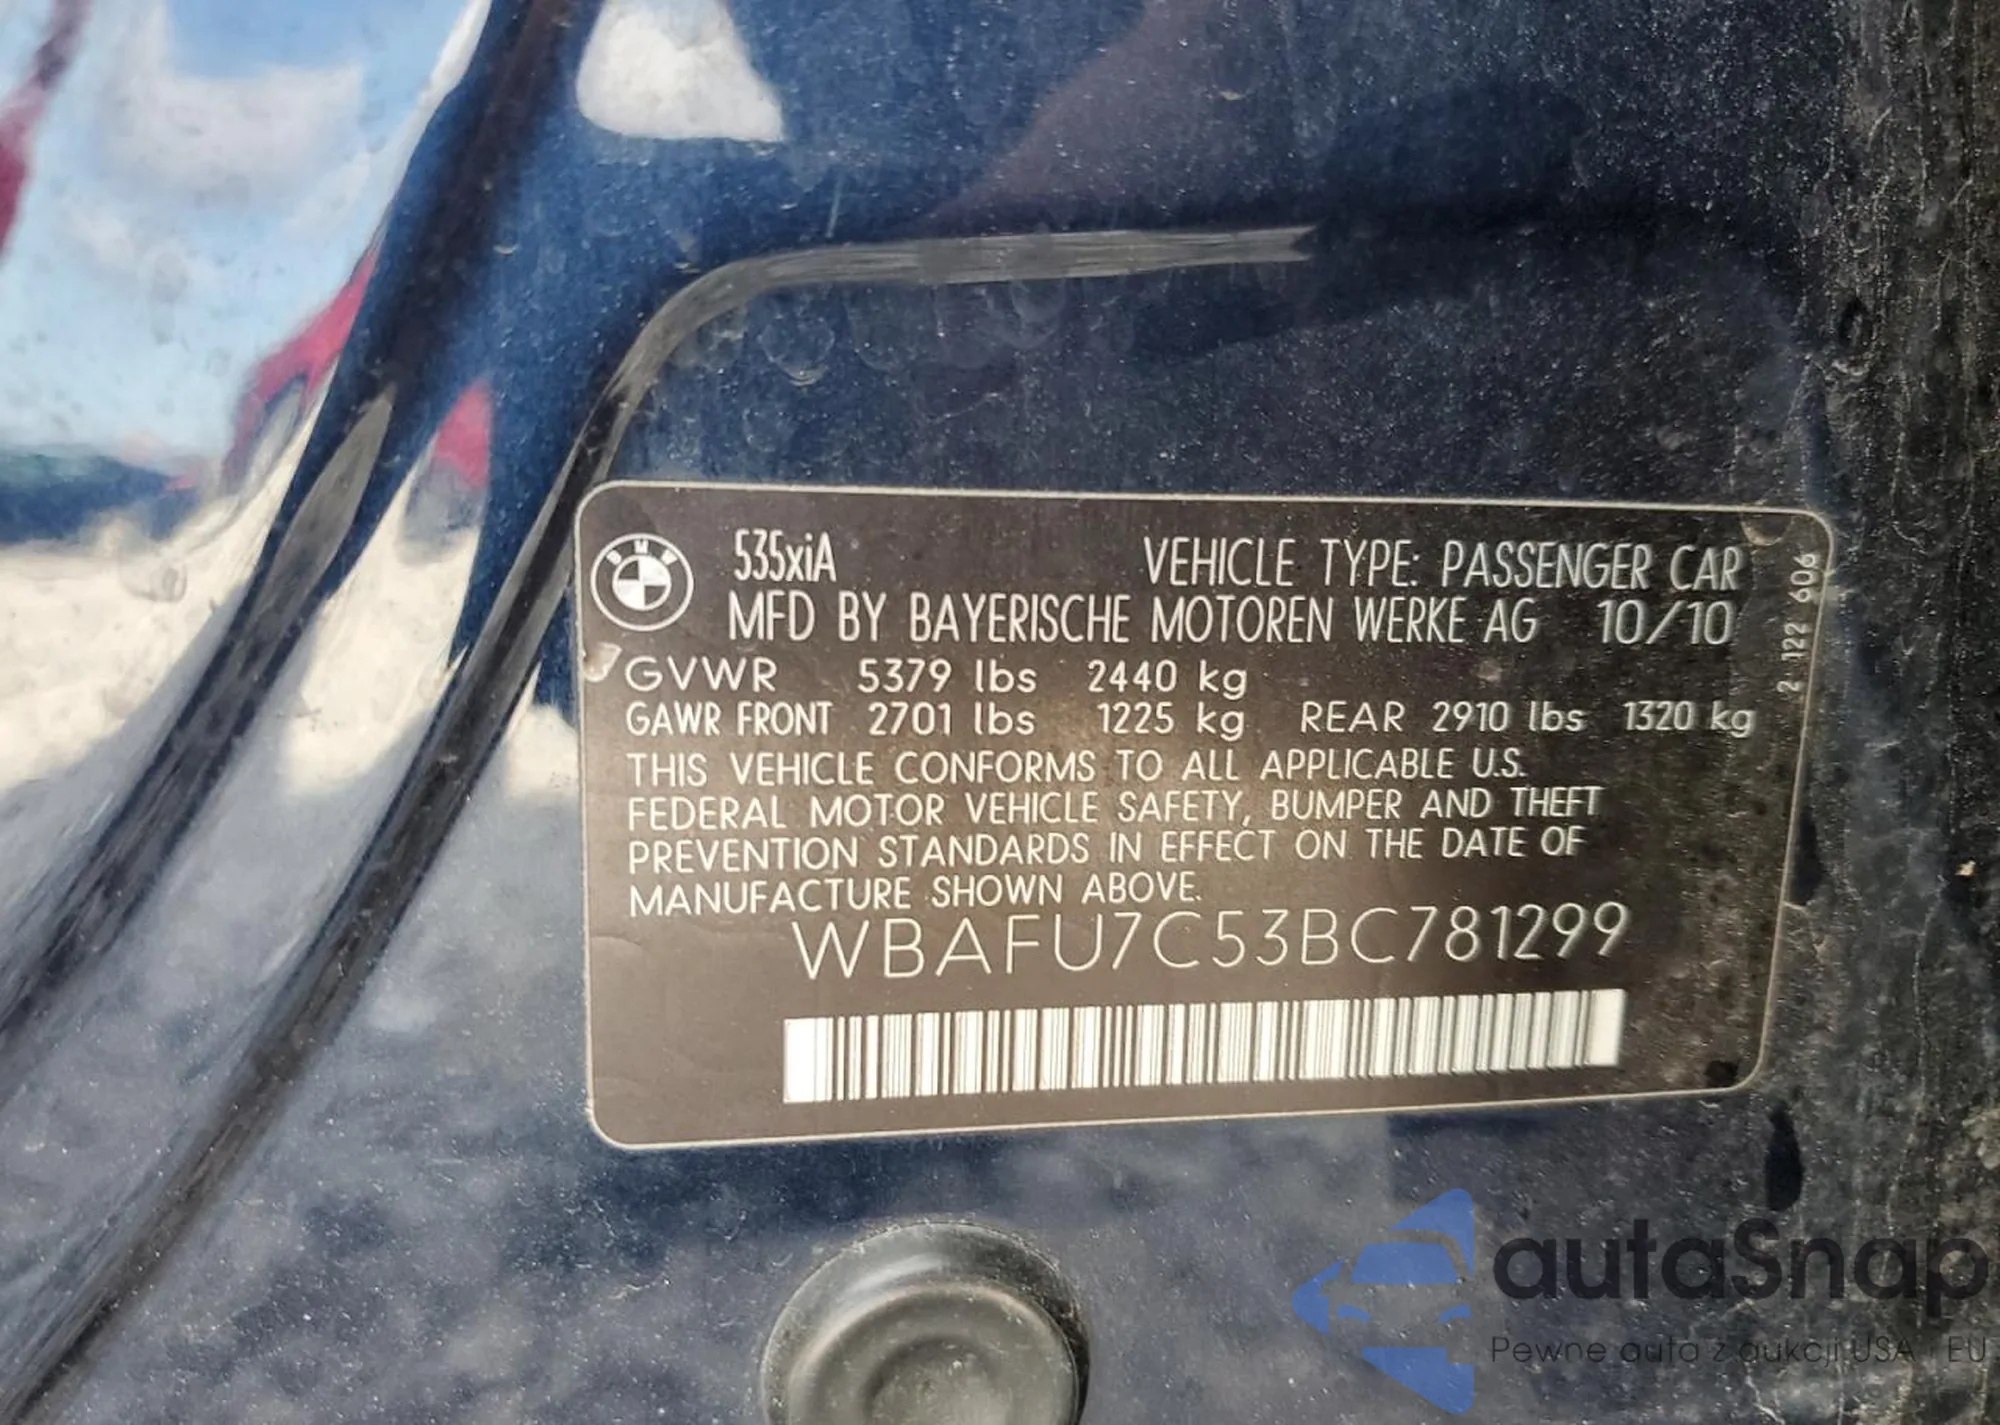 BMW
535xiA VEHICLE TYPE: PASSENGER CAR
MFD BY BAYERISCHE MOTOREN WERKE AG 10/10
GVWR 5379 lbs 2440 kg
GAWR FRONT 2701 lbs 1225 kg REAR 2910 lbs 1320 kg
THIS VEHICLE CONFORMS TO ALL APPLICABLE U.S.
FEDERAL MOTOR VEHICLE SAFETY, BUMPER AND THEFT
PREVENTION STANDARDS IN EFFECT ON THE DATE OF
MANUFACTURE SHOWN ABOVE.
WBAFU7C53BC781299
2 122 606
autaSnap
Pewne auta z aukcji USA i EU